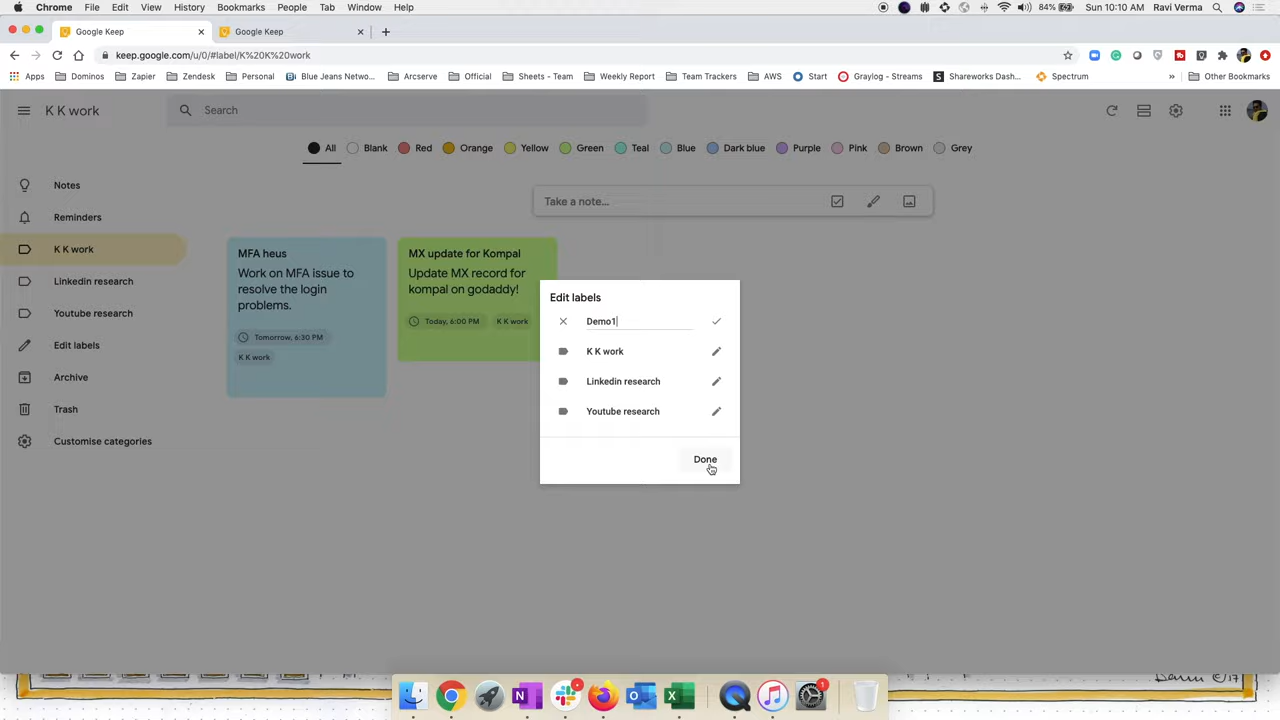 Chrome File Edit View History Bookmarks People Tab Window Help 84% Sun 10:10 AM Ravi Verma
Google Keep Google Keep
keep.google.com/u/0/#label/K%20K%20work
Apps Dominos Zapier Zendesk Personal Blue Jeans Netwo... Arcserve Official Sheets - Team Weekly Report Team Trackers AWS Start Graylog - Streams Shareworks Dash... Spectrum » Other Bookmarks
K K work Search
All Blank Red Orange Yellow Green Teal Blue Dark blue Purple Pink Brown Grey
Notes
Take a note...
Reminders
K K work
Linkedin research
Youtube research
Edit labels
Archive
Trash
Customise categories
MFA heus
Work on MFA issue to
resolve the login
problems.
Tomorrow, 6:30 PM
K K work
MX update for Kompal
Update MX record for
kompal on godaddy!
Today, 6:00 PM K K work
Edit labels
Demo1
K K work
Linkedin research
Youtube research
Done
1